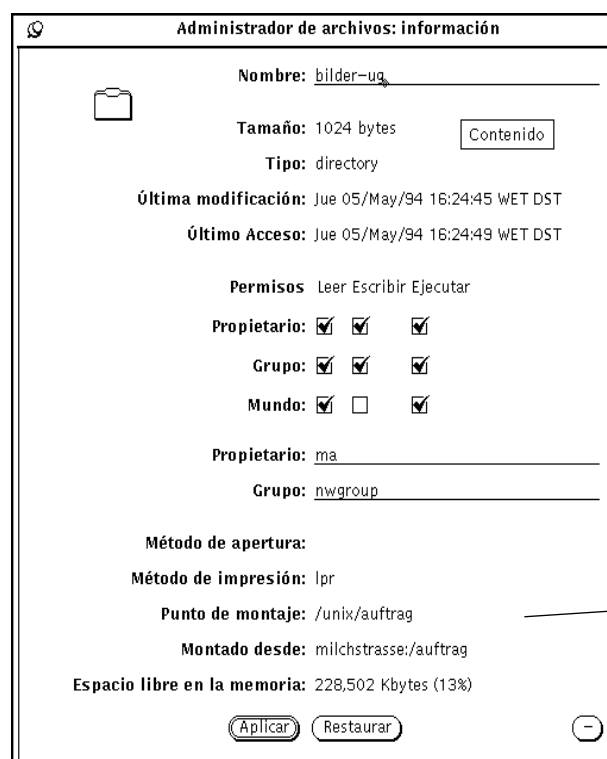 Administrador de archivos: información
Nombre: bilder-ug
Tamaño: 1024 bytes
Contenido
Tipo: directory
Última modificación: Jue 05/May/94 16:24:45 WET DST
Último Acceso: Jue 05/May/94 16:24:49 WET DST
Permisos Leer Escribir Ejecutar
Propietario:
Grupo:
Mundo:
Propietario: ma
Grupo: nwgroup
Método de apertura:
Método de impresión: lpr
Punto de montaje: /unix/auftrag
Montado desde: milchstrasse:/auftrag
Espacio libre en la memoria: 228,502 Kbytes (13%)
Aplicar Restaurar −